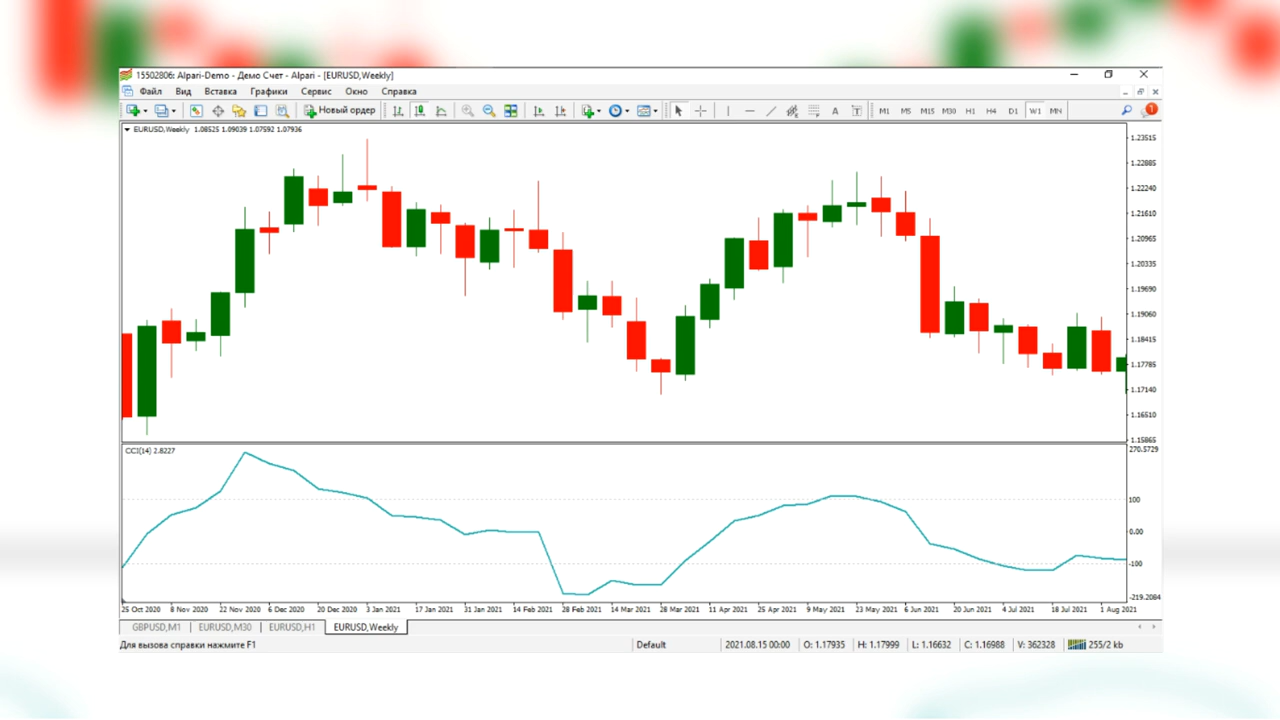 15502806: Alpari-Demo - Демо Счет - Alpari - [EURUSD,Weekly]
Файл Вид Вставка Графики Сервис Окно Справка
Новый ордер A T M1 M5 M15 M30 H1 H4 D1 W1 MN 1
EURUSD,Weekly 1.08525 1.09039 1.07592 1.07936
1.23515
1.22885
1.22240
1.21610
1.20965
1.20335
1.19690
1.19060
1.18415
1.17785
1.17140
1.16510
1.15865
CCI(14) 2.8227
270.5729
100
0.00
-100
-219.2084
25 Oct 2020 8 Nov 2020 22 Nov 2020 6 Dec 2020 20 Dec 2020 3 Jan 2021 17 Jan 2021 31 Jan 2021 14 Feb 2021 28 Feb 2021 14 Mar 2021 28 Mar 2021 11 Apr 2021 25 Apr 2021 9 May 2021 23 May 2021 6 Jun 2021 20 Jun 2021 4 Jul 2021 18 Jul 2021 1 Aug 2021
GBPUSD,M1 EURUSD,M30 EURUSD,H1 EURUSD,Weekly
Для вызова справки нажмите F1 Default 2021.08.15 00:00 O: 1.17935 H: 1.17999 L: 1.16632 C: 1.16988 V: 362328 255/2 kb